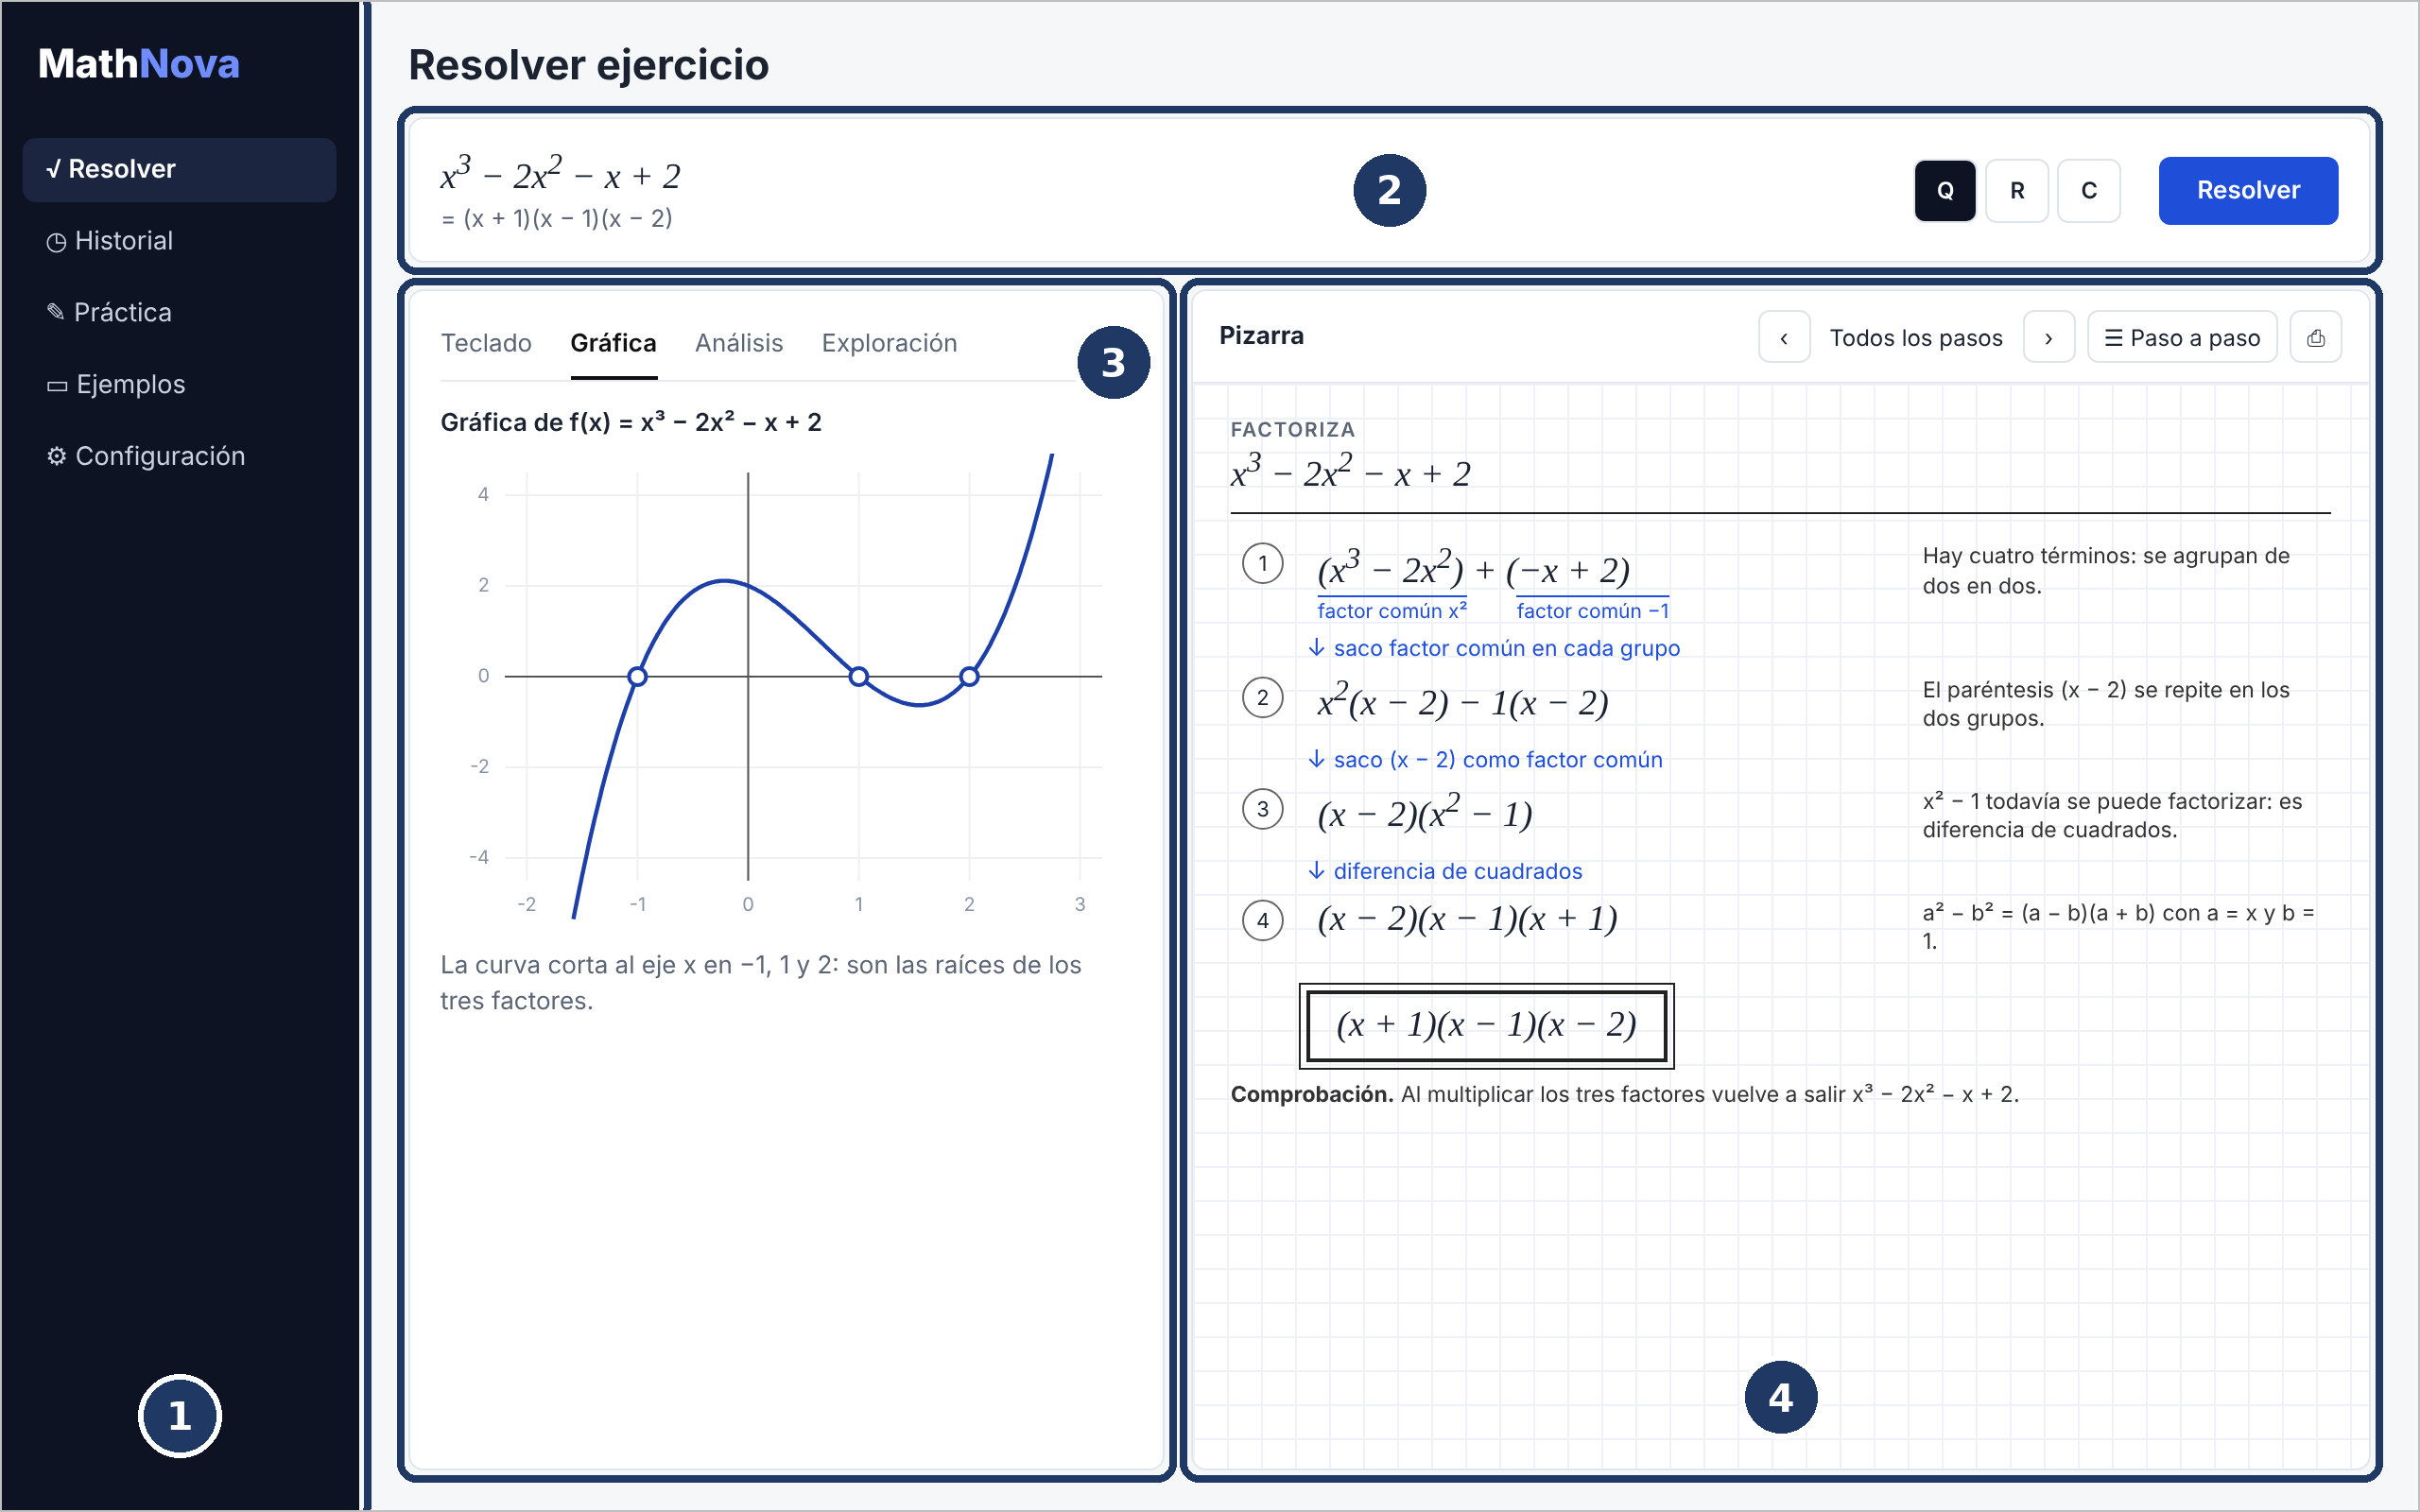 MathNova
√ Resolver
◷ Historial
✎ Práctica
▭ Ejemplos
⚙ Configuración
1
Resolver ejercicio
x³ − 2x² − x + 2
= (x + 1)(x − 1)(x − 2)
2
Q R C Resolver
Teclado Gráfica Análisis Exploración
3
Gráfica de f(x) = x³ − 2x² − x + 2
4
2
0
-2
-4
-2 -1 0 1 2 3
La curva corta al eje x en −1, 1 y 2: son las raíces de los
tres factores.
Pizarra
‹ Todos los pasos › ☰ Paso a paso ⎙
FACTORIZA
x³ − 2x² − x + 2
1 (x³ − 2x²) + (−x + 2)
factor común x² factor común −1
Hay cuatro términos: se agrupan de
dos en dos.
↓ saco factor común en cada grupo
2 x²(x − 2) − 1(x − 2)
El paréntesis (x − 2) se repite en los
dos grupos.
↓ saco (x − 2) como factor común
3 (x − 2)(x² − 1)
x² − 1 todavía se puede factorizar: es
diferencia de cuadrados.
↓ diferencia de cuadrados
4 (x − 2)(x − 1)(x + 1)
a² − b² = (a − b)(a + b) con a = x y b =
1.
(x + 1)(x − 1)(x − 2)
Comprobación. Al multiplicar los tres factores vuelve a salir x³ − 2x² − x + 2.
4